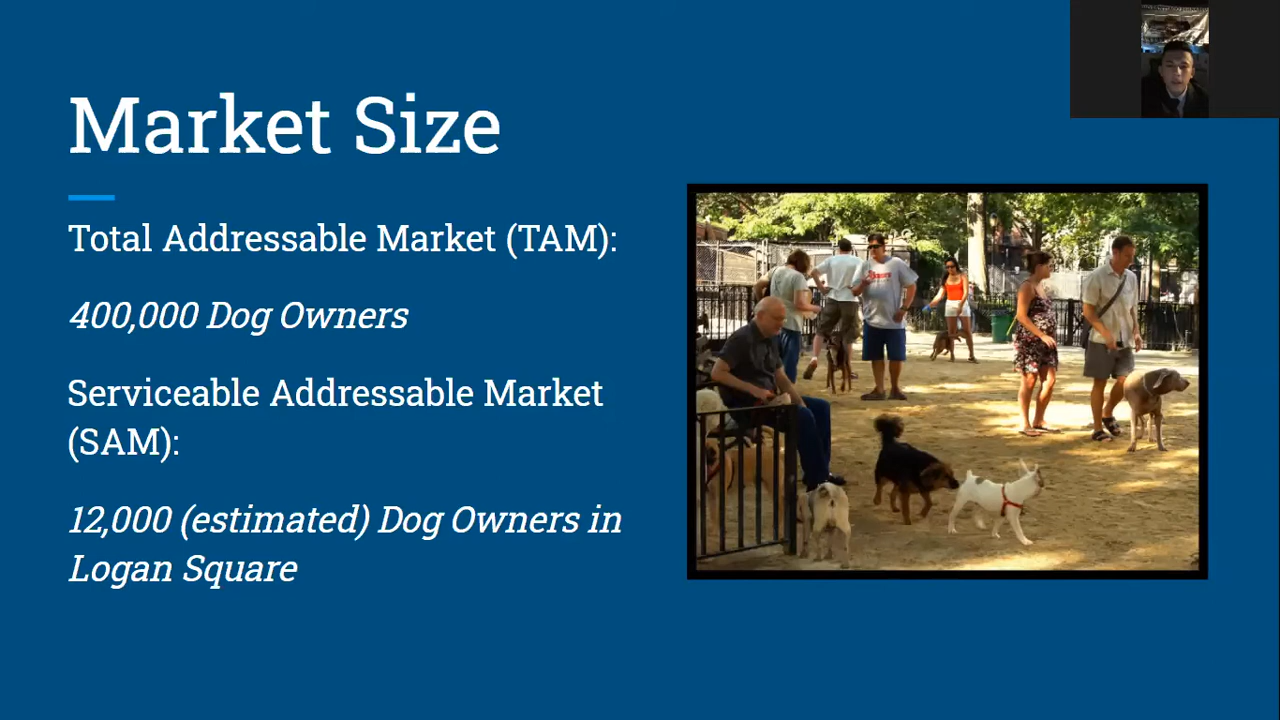 Market Size
Total Addressable Market (TAM):
400,000 Dog Owners
Serviceable Addressable Market
(SAM):
12,000 (estimated) Dog Owners in
Logan Square